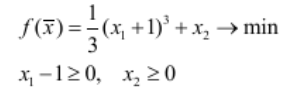 f(x̄) = 1/3 (x₁ + 1)³ + x₂ → min
x₁ − 1 ≥ 0, x₂ ≥ 0